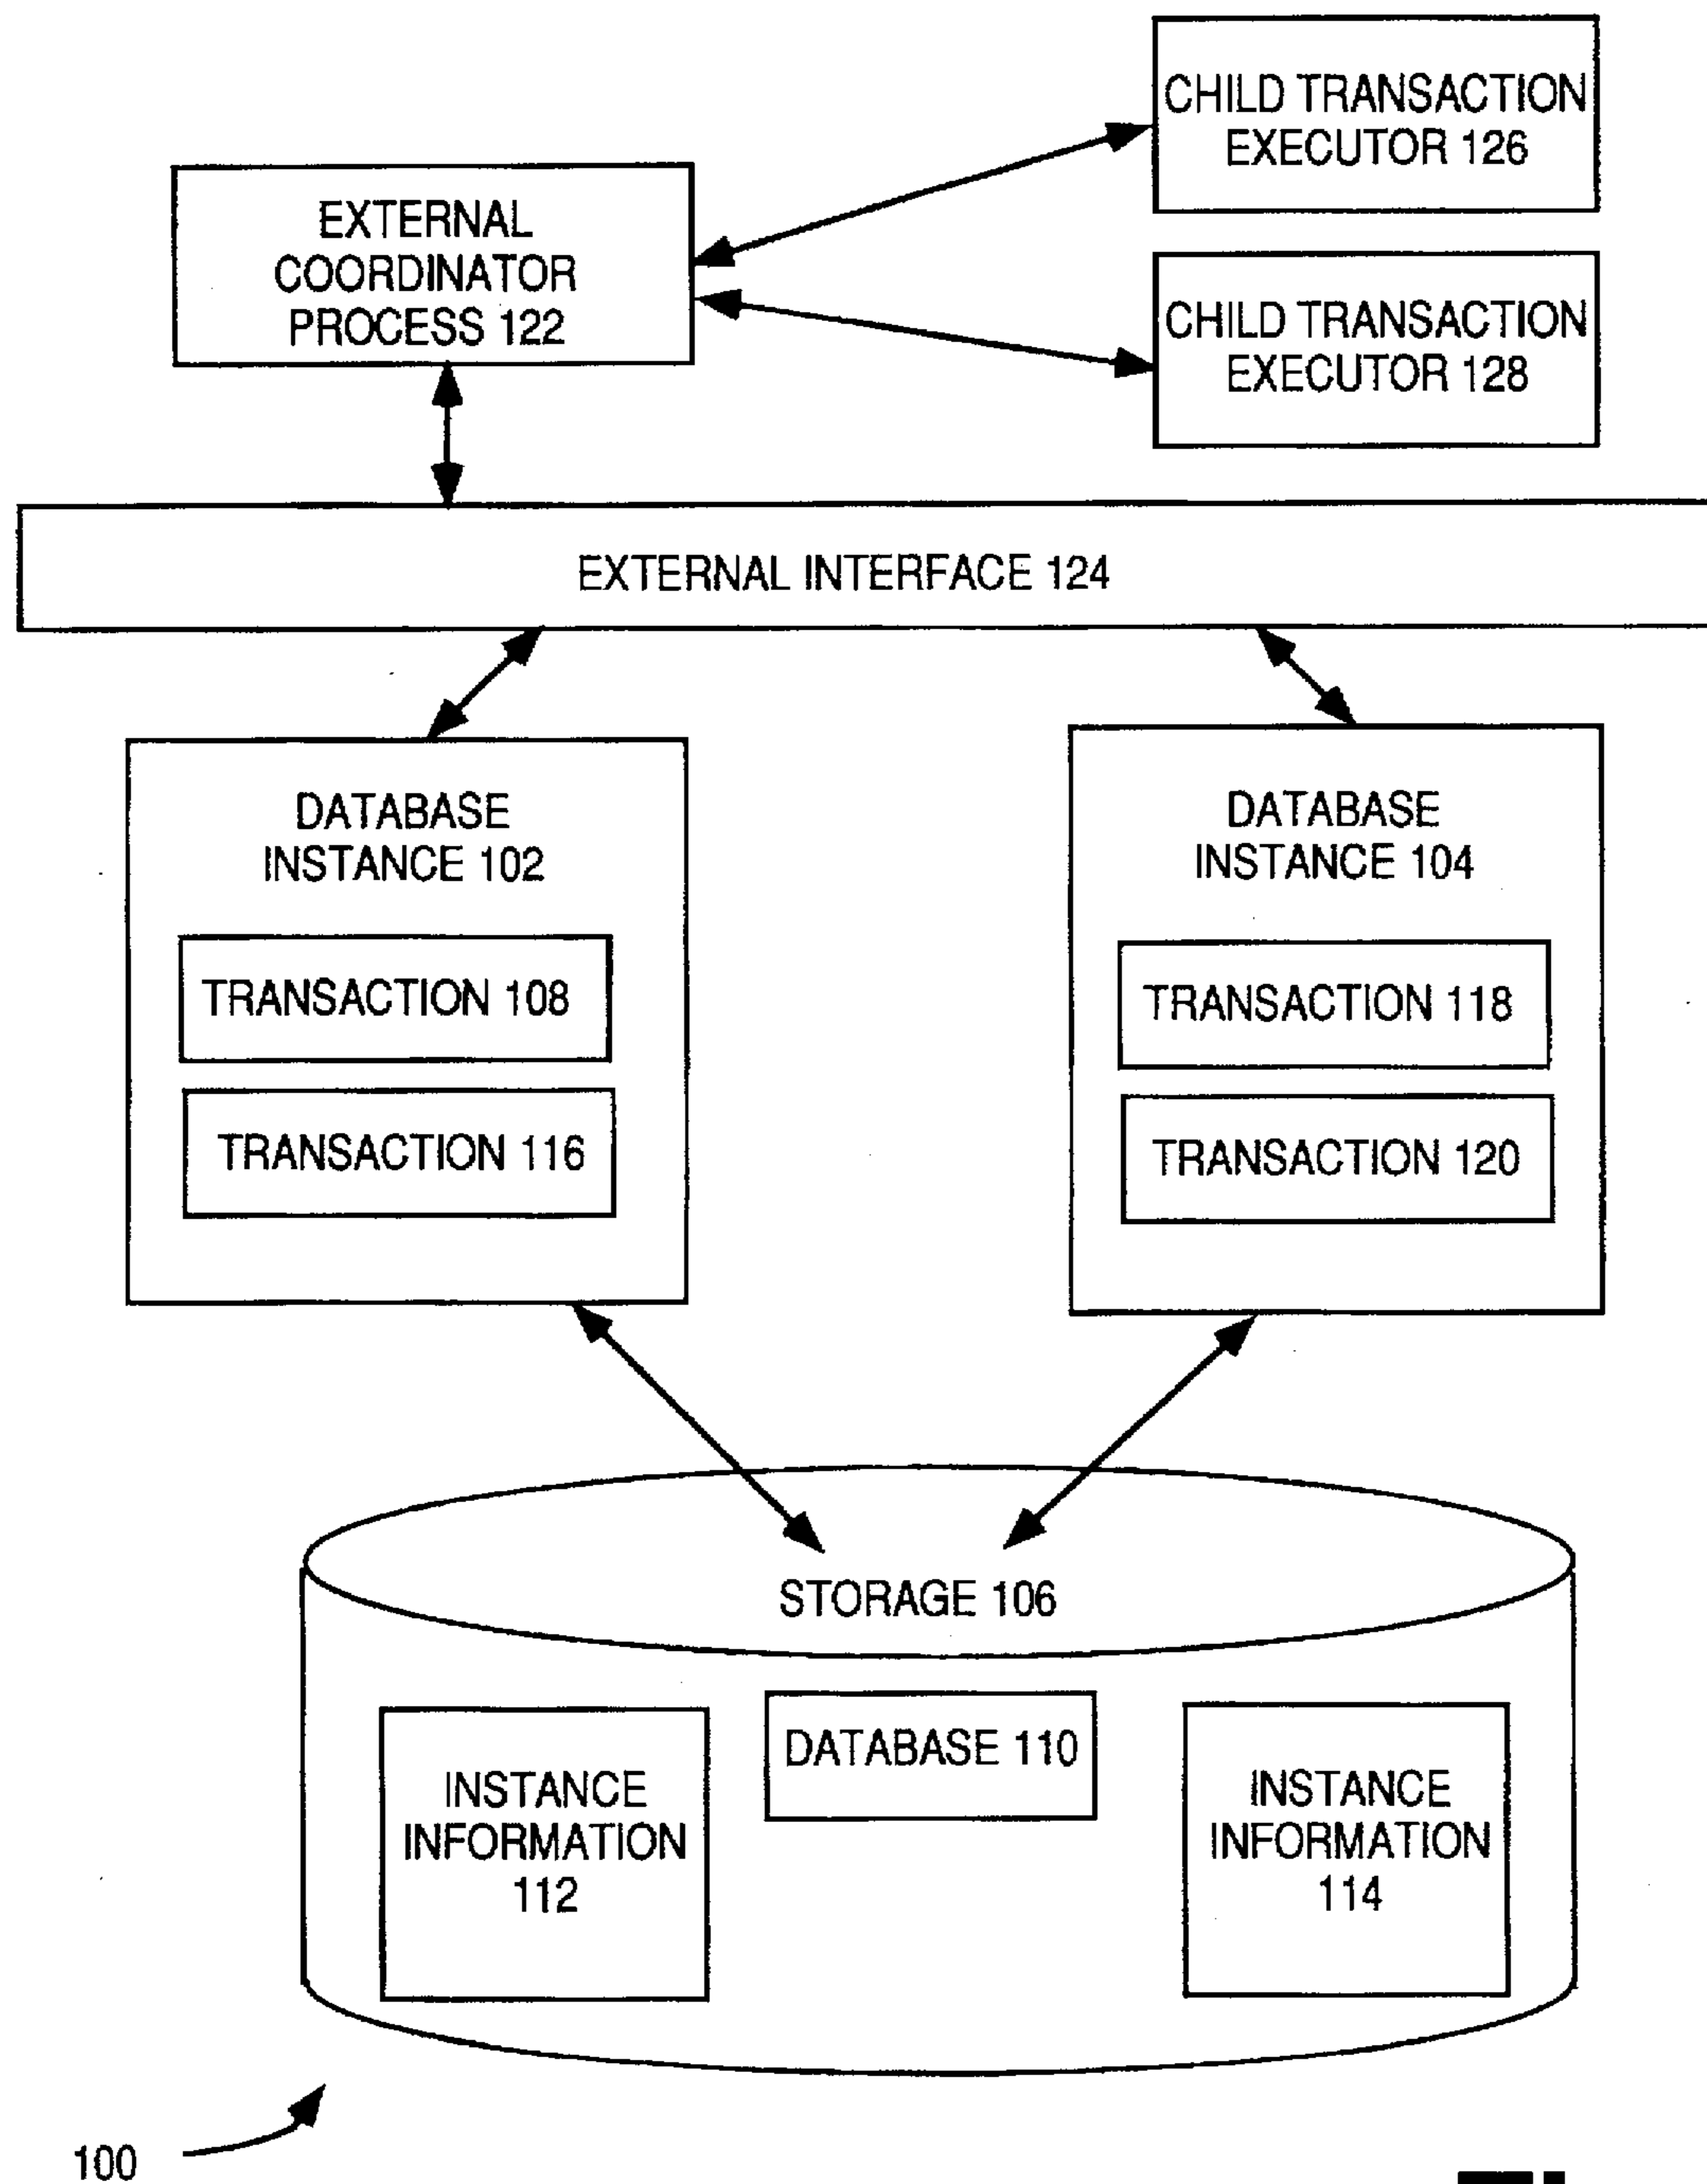 CHILD TRANSACTION
EXECUTOR 126
EXTERNAL
COORDINATOR
PROCESS 122
CHILD TRANSACTION
EXECUTOR 128
EXTERNAL INTERFACE 124
DATABASE
INSTANCE 102
TRANSACTION 108
TRANSACTION 116
DATABASE
INSTANCE 104
TRANSACTION 118
TRANSACTION 120
STORAGE 106
INSTANCE
INFORMATION
112
DATABASE 110
INSTANCE
INFORMATION
114
100